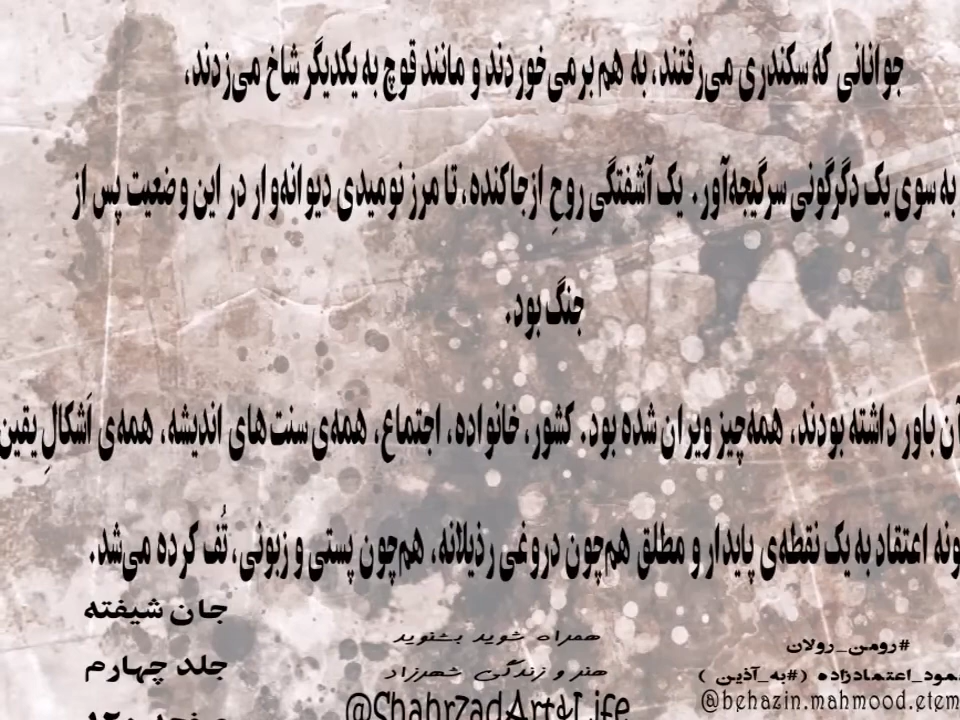 جوانانی که سکندری می‌رفتند، به هم بر می‌خوردند و مانند قوچ به یکدیگر شاخ می‌زدند،
به سوی یک دگرگونی سرگیجه‌آور. یک آشفتگی روحِ ازجاکنده، تا مرز نومیدی دیوانه‌وار در این وضعیت پس از
جنگ بود.
آن باور داشته بودند، همه‌چیز ویران شده بود. کشور، خانواده، اجتماع، همه‌ی سنت‌های اندیشه، همه‌ی اَشکالِ یقین
ونه اعتقاد به یک نقطه‌ی پایدار و مطلق هم‌چون دروغی رذیلانه، هم‌چون پستی و زبونی، تُف کرده می‌شد.
جان شیفته
جلد چهارم
همراه شوید بشنوید
هنر و زندگی شهرزاد
@ShahrzadArt&Life
#رومن_رولان
مود_اعتمادزاده (#به_آذین )
@behazin.mahmood.etem